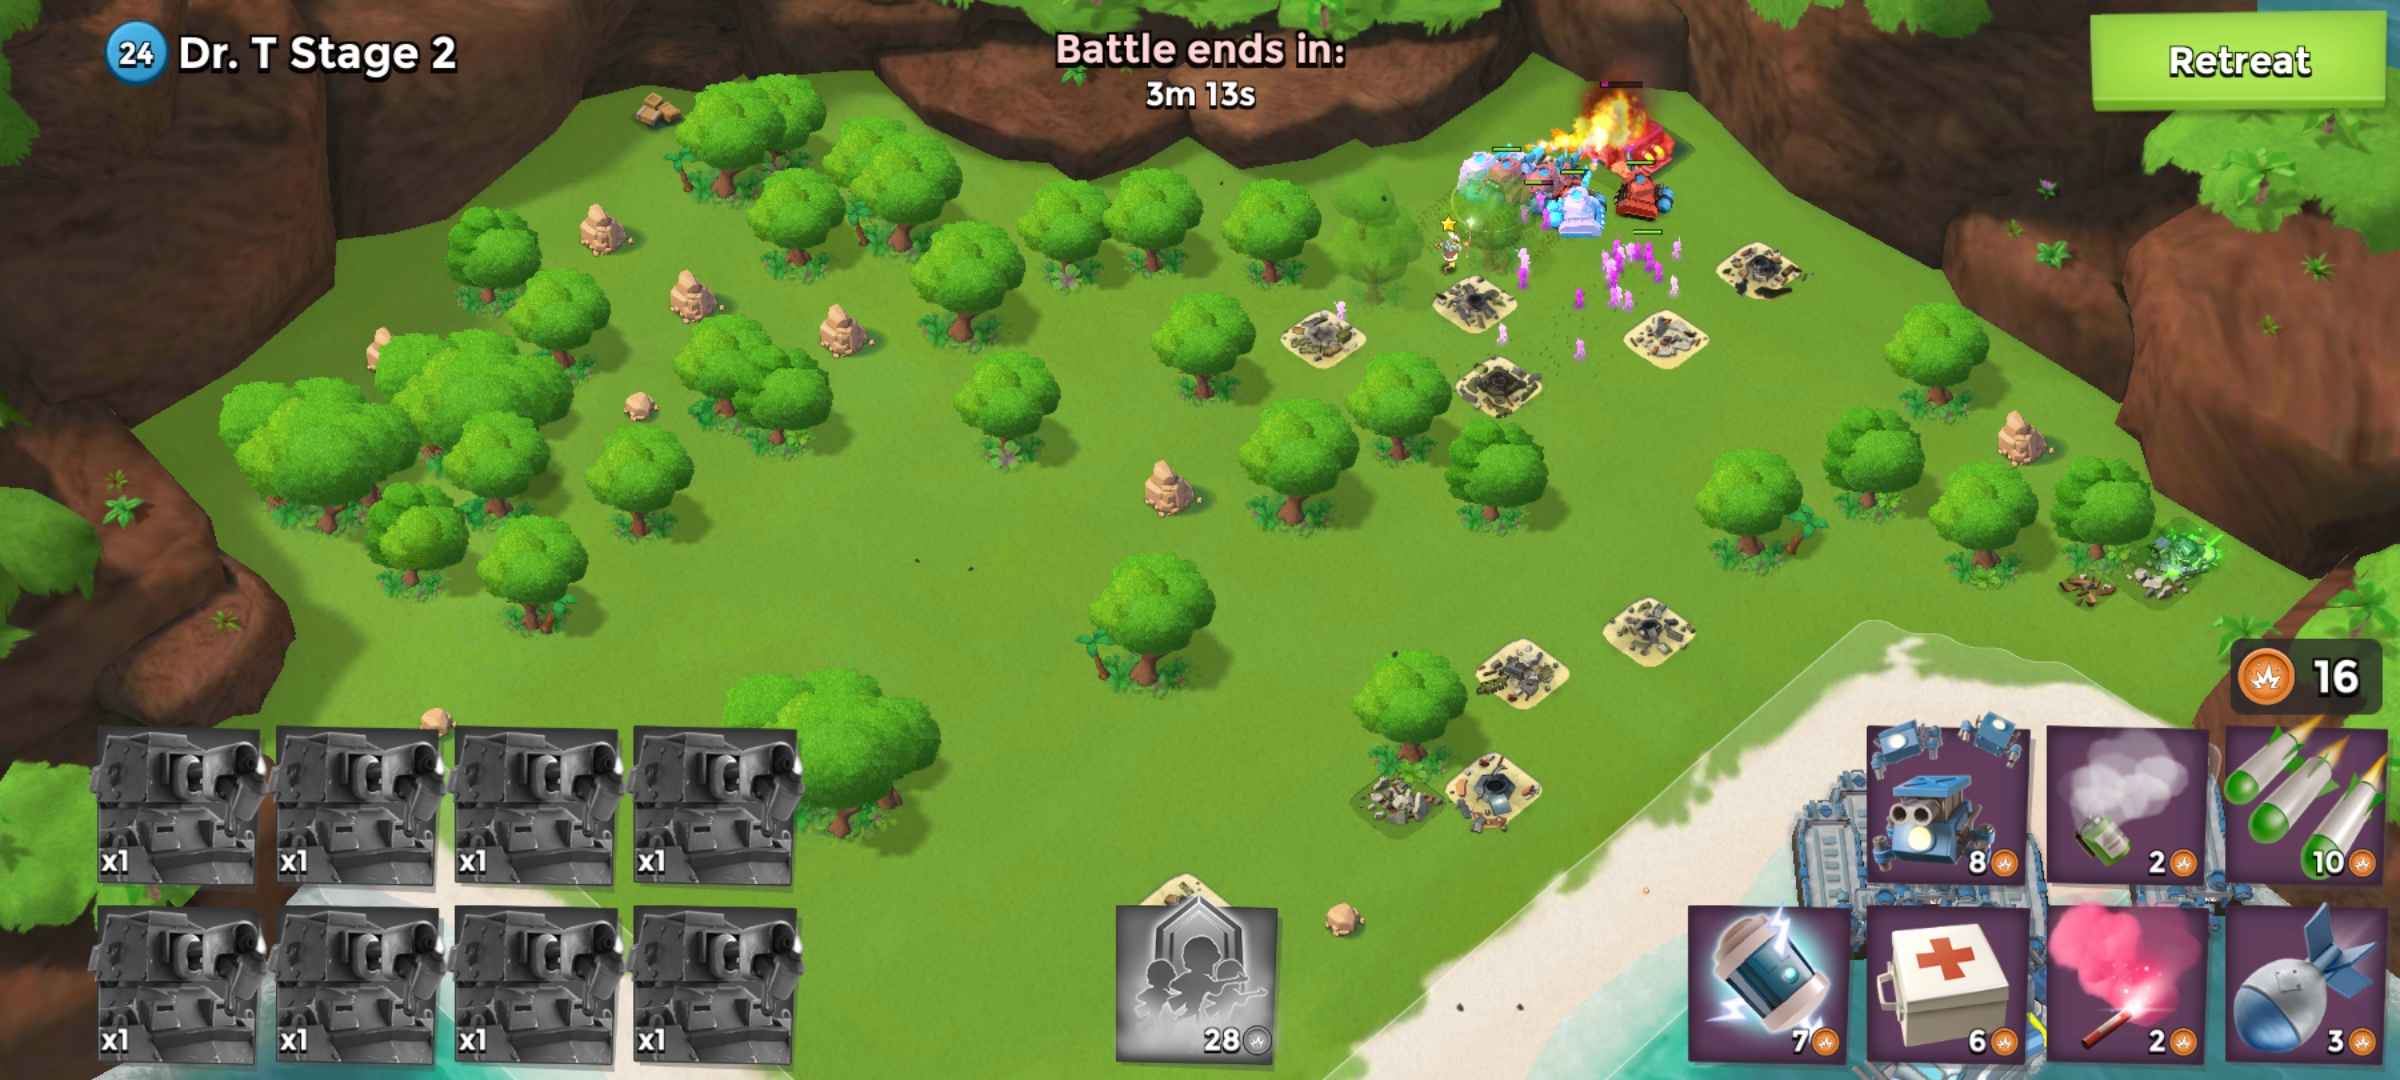 24 Dr. T Stage 2
Battle ends in:
3m 13s
Retreat
16
x1 x1 x1 x1
8 2 10
x1 x1 x1 x1
28
7 6 2 3